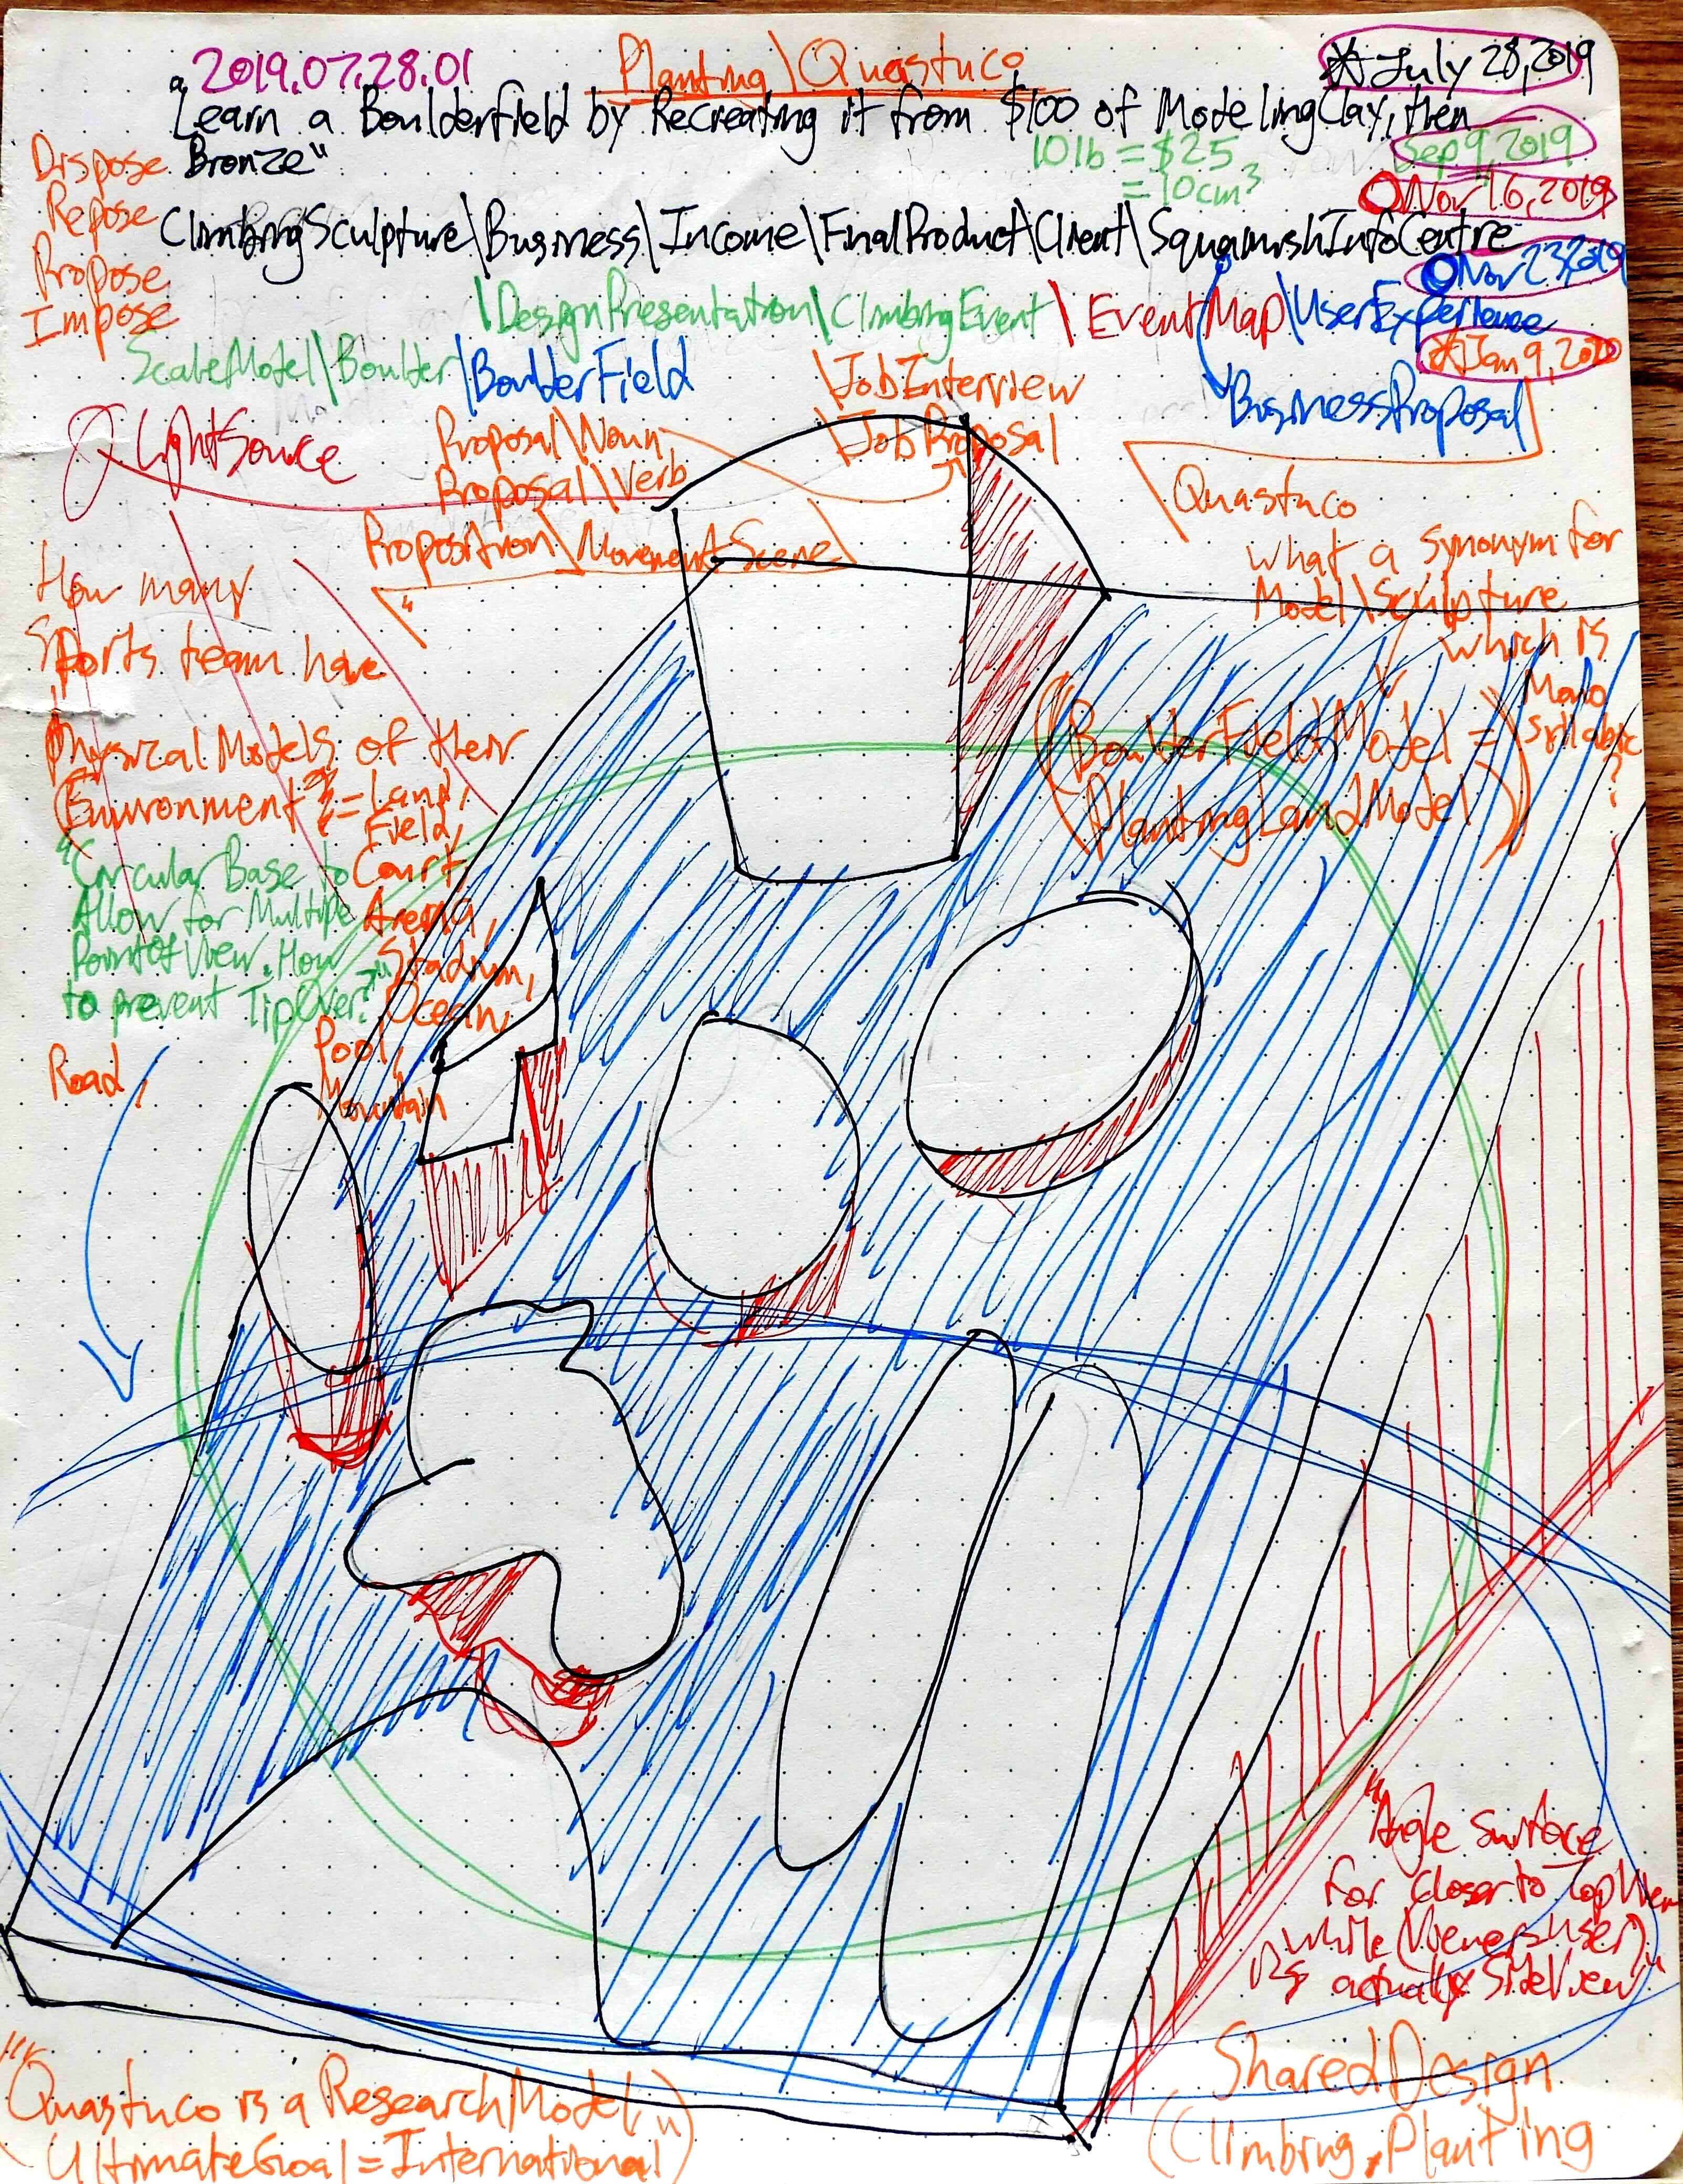 2019.07.28.01
Planting\Quastuco
July 28, 2019
"Learn a Boulderfield by Recreating it from $100 of ModelingClay, then
Bronze"
10lb = $25
= 10cm³
Sep 9, 2019
Nov 16, 2019
Nov 23, 2019
Jan 9, 2020
Dispose
Repose
Propose
Impose
ClimbingSculpture\Business\Income\FinalProduct\Client\SquamishInfoCentre
\DesignPresentation\ClimbingEvent\EventMap\UserExperience
ScaleModel\Boulder\BoulderField
\JobInterview
\JobProposal
BusinessProposal
LightSource
Proposal\Noun
Proposal\Verb
Proposition\MovementScene
Quastuco
What a synonym for
Model\Sculpture
which is
Mono
syllabic
?
(BoulderFieldModel =
PlantingLandModel)
How many
Sports team have
Physical Models of their
(Environment? = Land,
Field,
Court,
Arena,
Stadium,
Ocean,
Pool,
Mountain
Road,
"Circular Base to
Allow for Multiple
Point of View. How
to prevent TipOver?"
"Angle surface
for closer to TopView
while (Viewer\User)
is actually SideView"
"Quastuco is a ResearchModel,"
UltimateGoal = International
SharedDesign
(Climbing, Planting